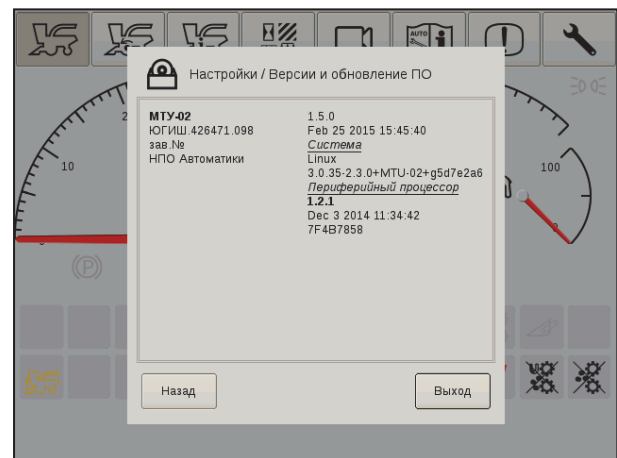 AUTO
Настройки / Версии и обновление ПО
МТУ-02
ЮГИШ.426471.098
зав.№
НПО Автоматики
1.5.0
Feb 25 2015 15:45:40
Система
Linux
3.0.35-2.3.0+MTU-02+g5d7e2a6
Периферийный процессор
1.2.1
Dec 3 2014 11:34:42
7F4B7858
10
2
100
(P)
Назад
Выход